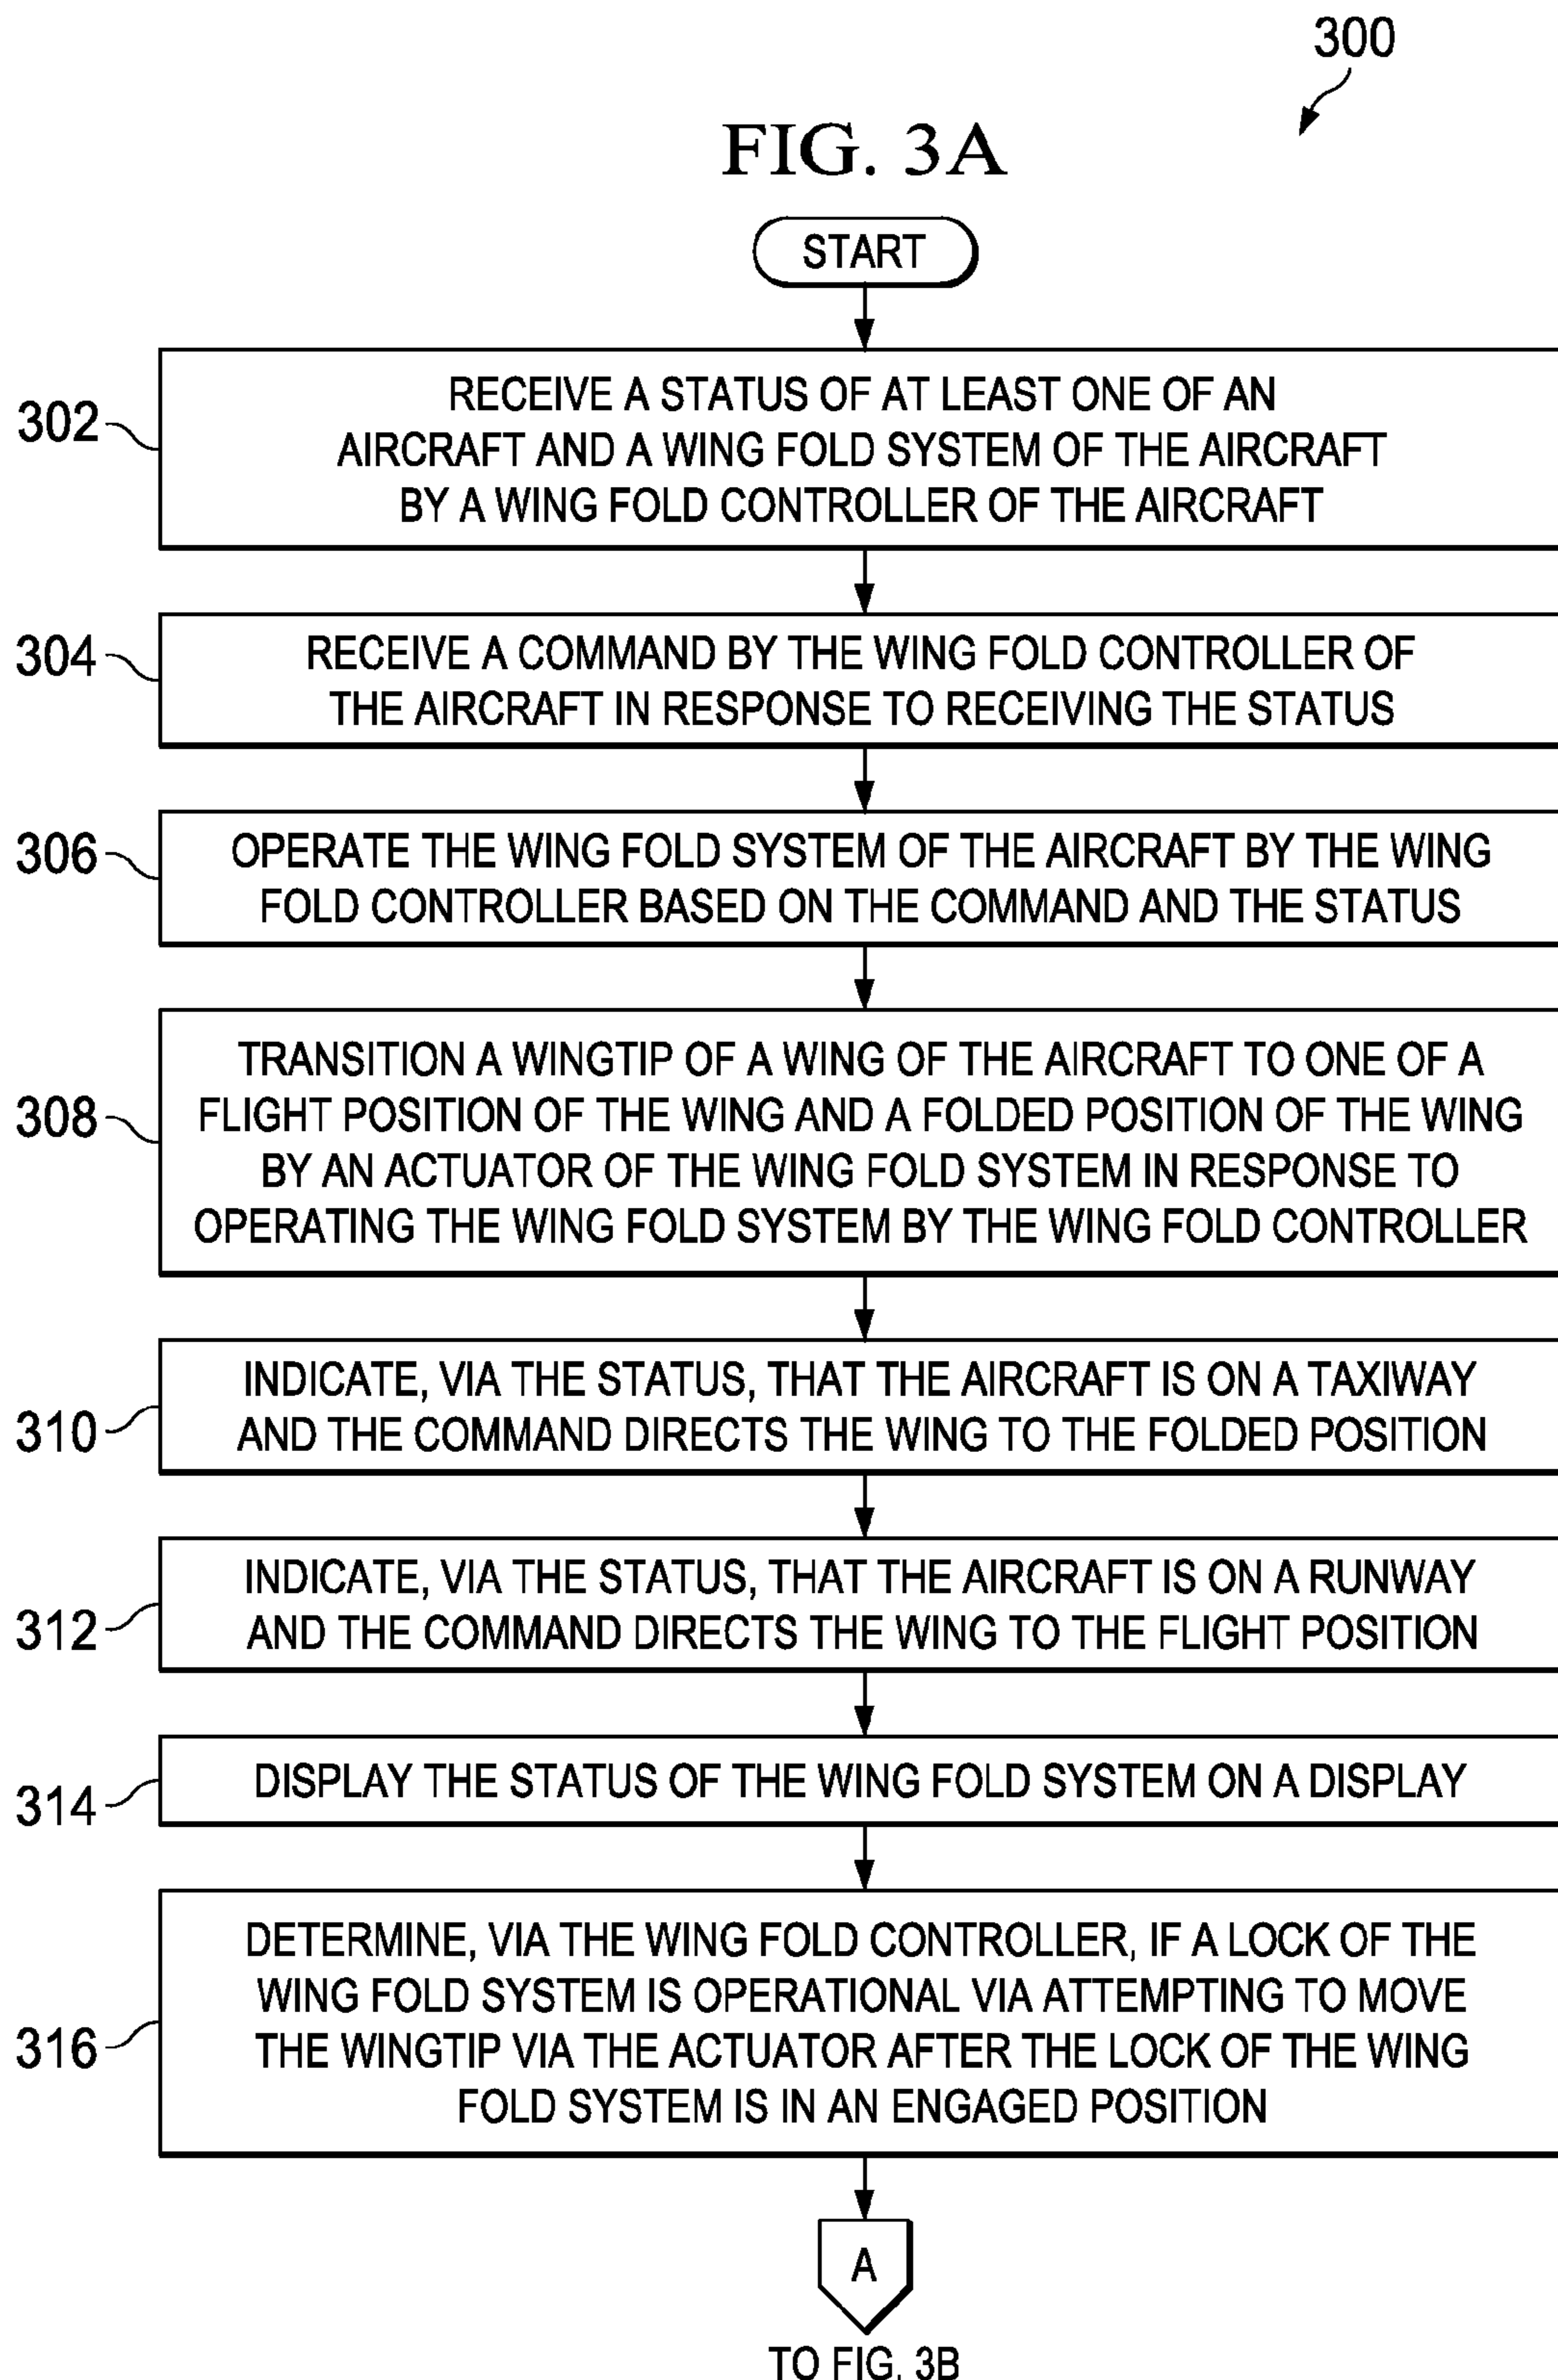 300
FIG. 3A
START
302
RECEIVE A STATUS OF AT LEAST ONE OF AN
AIRCRAFT AND A WING FOLD SYSTEM OF THE AIRCRAFT
BY A WING FOLD CONTROLLER OF THE AIRCRAFT
304
RECEIVE A COMMAND BY THE WING FOLD CONTROLLER OF
THE AIRCRAFT IN RESPONSE TO RECEIVING THE STATUS
306
OPERATE THE WING FOLD SYSTEM OF THE AIRCRAFT BY THE WING
FOLD CONTROLLER BASED ON THE COMMAND AND THE STATUS
308
TRANSITION A WINGTIP OF A WING OF THE AIRCRAFT TO ONE OF A
FLIGHT POSITION OF THE WING AND A FOLDED POSITION OF THE WING
BY AN ACTUATOR OF THE WING FOLD SYSTEM IN RESPONSE TO
OPERATING THE WING FOLD SYSTEM BY THE WING FOLD CONTROLLER
310
INDICATE, VIA THE STATUS, THAT THE AIRCRAFT IS ON A TAXIWAY
AND THE COMMAND DIRECTS THE WING TO THE FOLDED POSITION
312
INDICATE, VIA THE STATUS, THAT THE AIRCRAFT IS ON A RUNWAY
AND THE COMMAND DIRECTS THE WING TO THE FLIGHT POSITION
314
DISPLAY THE STATUS OF THE WING FOLD SYSTEM ON A DISPLAY
316
DETERMINE, VIA THE WING FOLD CONTROLLER, IF A LOCK OF THE
WING FOLD SYSTEM IS OPERATIONAL VIA ATTEMPTING TO MOVE
THE WINGTIP VIA THE ACTUATOR AFTER THE LOCK OF THE WING
FOLD SYSTEM IS IN AN ENGAGED POSITION
A
TO FIG. 3B